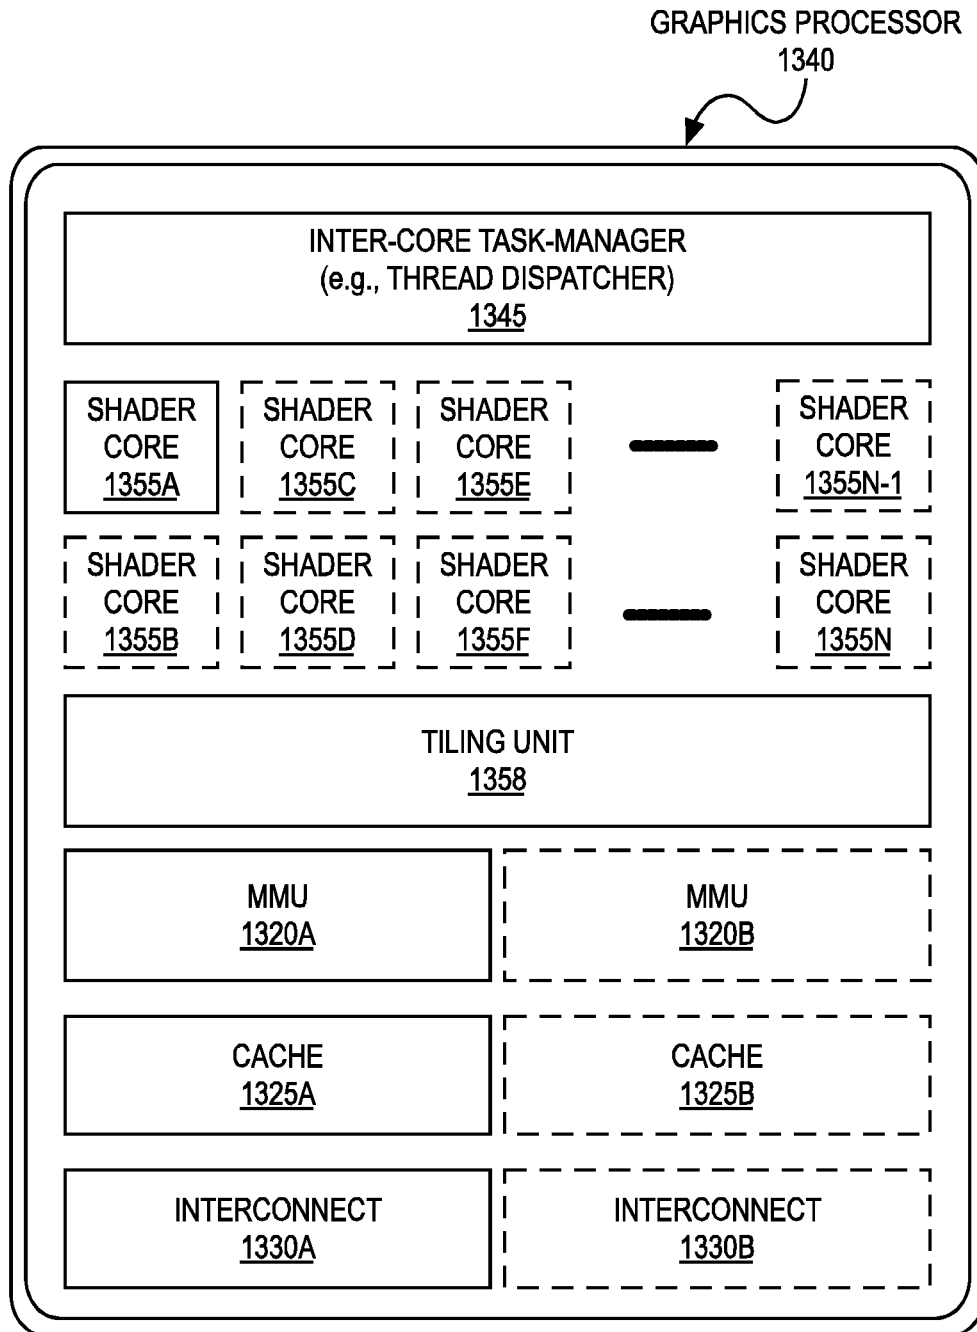 GRAPHICS PROCESSOR
1340
INTER-CORE TASK-MANAGER
(e.g., THREAD DISPATCHER)
1345
SHADER
CORE
1355A
SHADER
CORE
1355C
SHADER
CORE
1355E
SHADER
CORE
1355N-1
SHADER
CORE
1355B
SHADER
CORE
1355D
SHADER
CORE
1355F
SHADER
CORE
1355N
TILING UNIT
1358
MMU
1320A
MMU
1320B
CACHE
1325A
CACHE
1325B
INTERCONNECT
1330A
INTERCONNECT
1330B